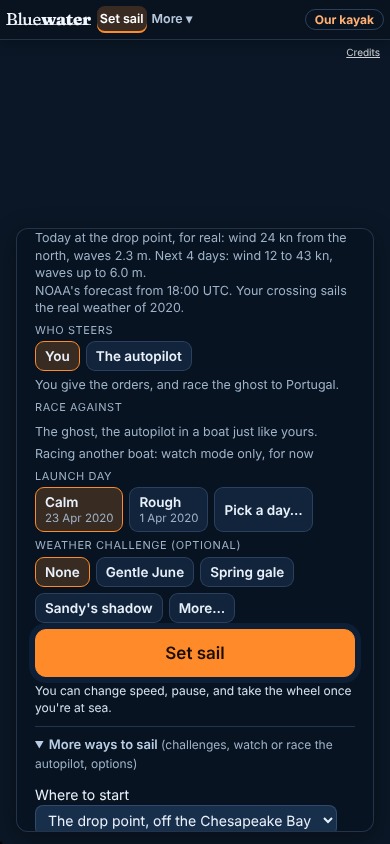 Bluewater Set sail More ▾ Our kayak
Credits
Today at the drop point, for real: wind 24 kn from the
north, waves 2.3 m. Next 4 days: wind 12 to 43 kn,
waves up to 6.0 m.
NOAA's forecast from 18:00 UTC. Your crossing sails
the real weather of 2020.
WHO STEERS
You The autopilot
You give the orders, and race the ghost to Portugal.
RACE AGAINST
The ghost, the autopilot in a boat just like yours.
Racing another boat: watch mode only, for now
LAUNCH DAY
Calm Rough Pick a day...
23 Apr 2020 1 Apr 2020
WEATHER CHALLENGE (OPTIONAL)
None Gentle June Spring gale
Sandy's shadow More...
Set sail
You can change speed, pause, and take the wheel once
you're at sea.
▼ More ways to sail (challenges, watch or race the
autopilot, options)
Where to start
The drop point, off the Chesapeake Bay